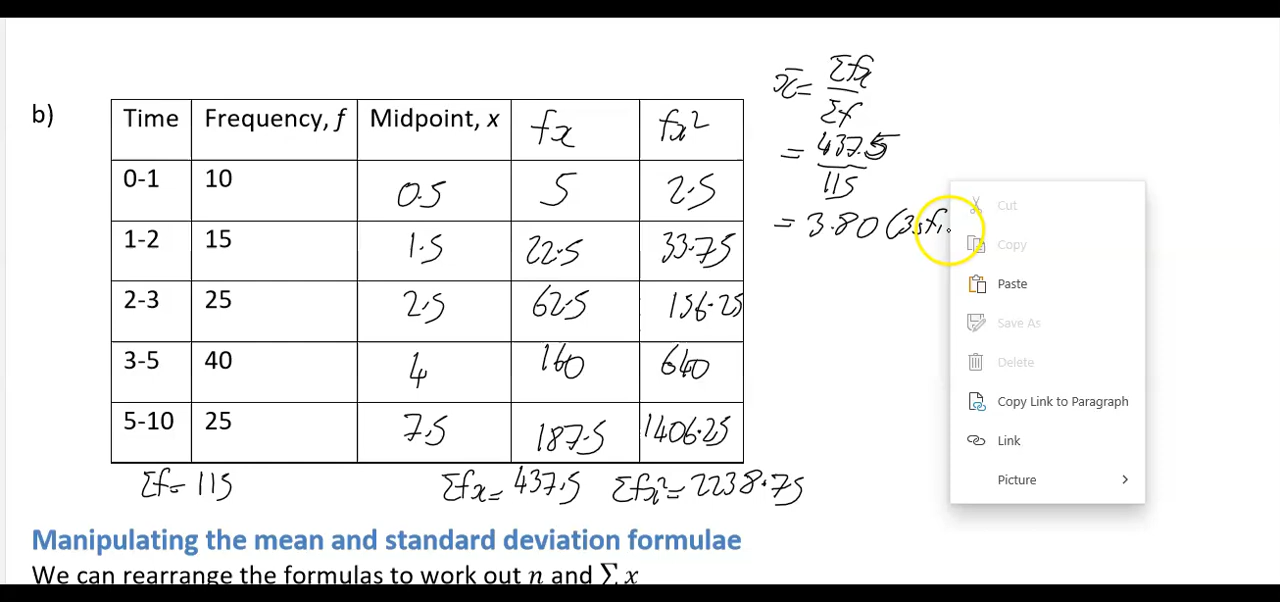 b)
Time Frequency, f Midpoint, x fx fx²
0-1 10 0.5 5 2.5
1-2 15 1.5 22.5 33.75
2-3 25 2.5 62.5 156.25
3-5 40 4 160 640
5-10 25 7.5 187.5 1406.25
Σf= 115 Σfx= 437.5 Σfx²= 2238.75
x̄ = Σfx
Σf
= 437.5
115
= 3.80 (3sf).
Cut
Copy
Paste
Save As
Delete
Copy Link to Paragraph
Link
Picture
Manipulating the mean and standard deviation formulae
We can rearrange the formulas to work out n and ∑ x